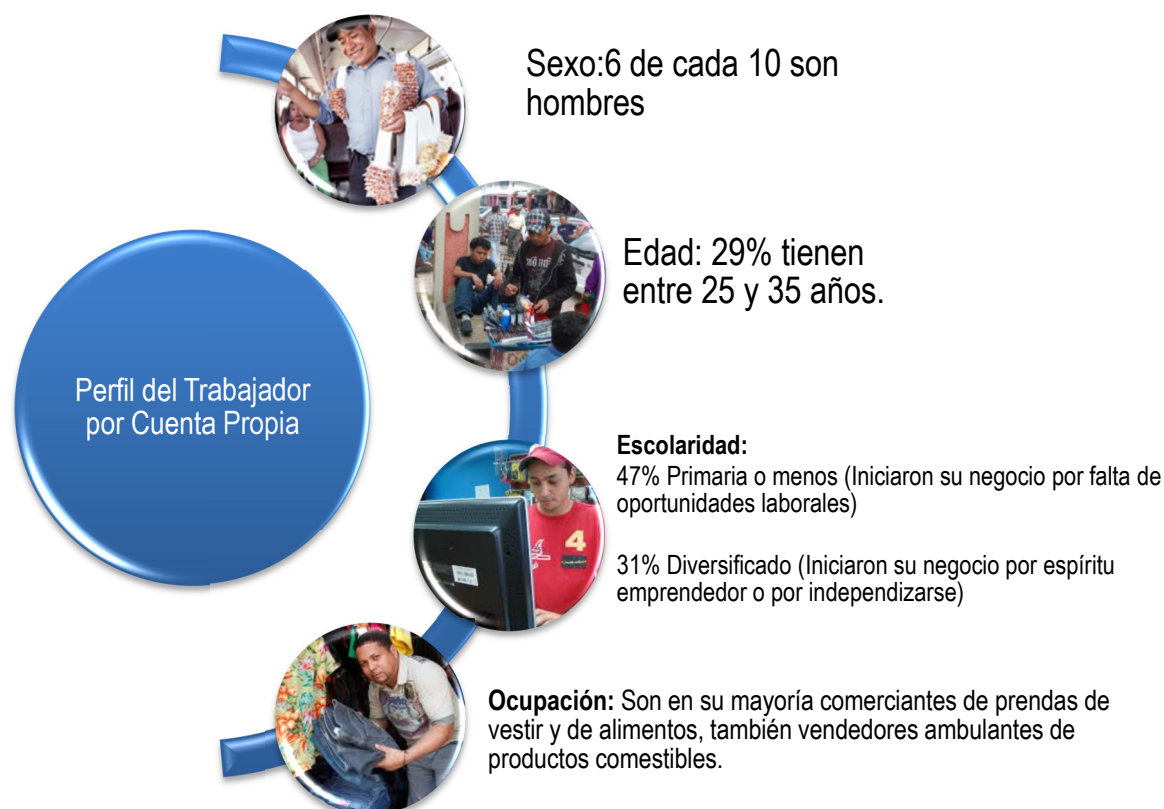 Sexo:6 de cada 10 son
hombres
Edad: 29% tienen
entre 25 y 35 años.
Perfil del Trabajador
por Cuenta Propia
Escolaridad:
47% Primaria o menos (Iniciaron su negocio por falta de
oportunidades laborales)
31% Diversificado (Iniciaron su negocio por espíritu
emprendedor o por independizarse)
4
Ocupación: Son en su mayoría comerciantes de prendas de
vestir y de alimentos, también vendedores ambulantes de
productos comestibles.